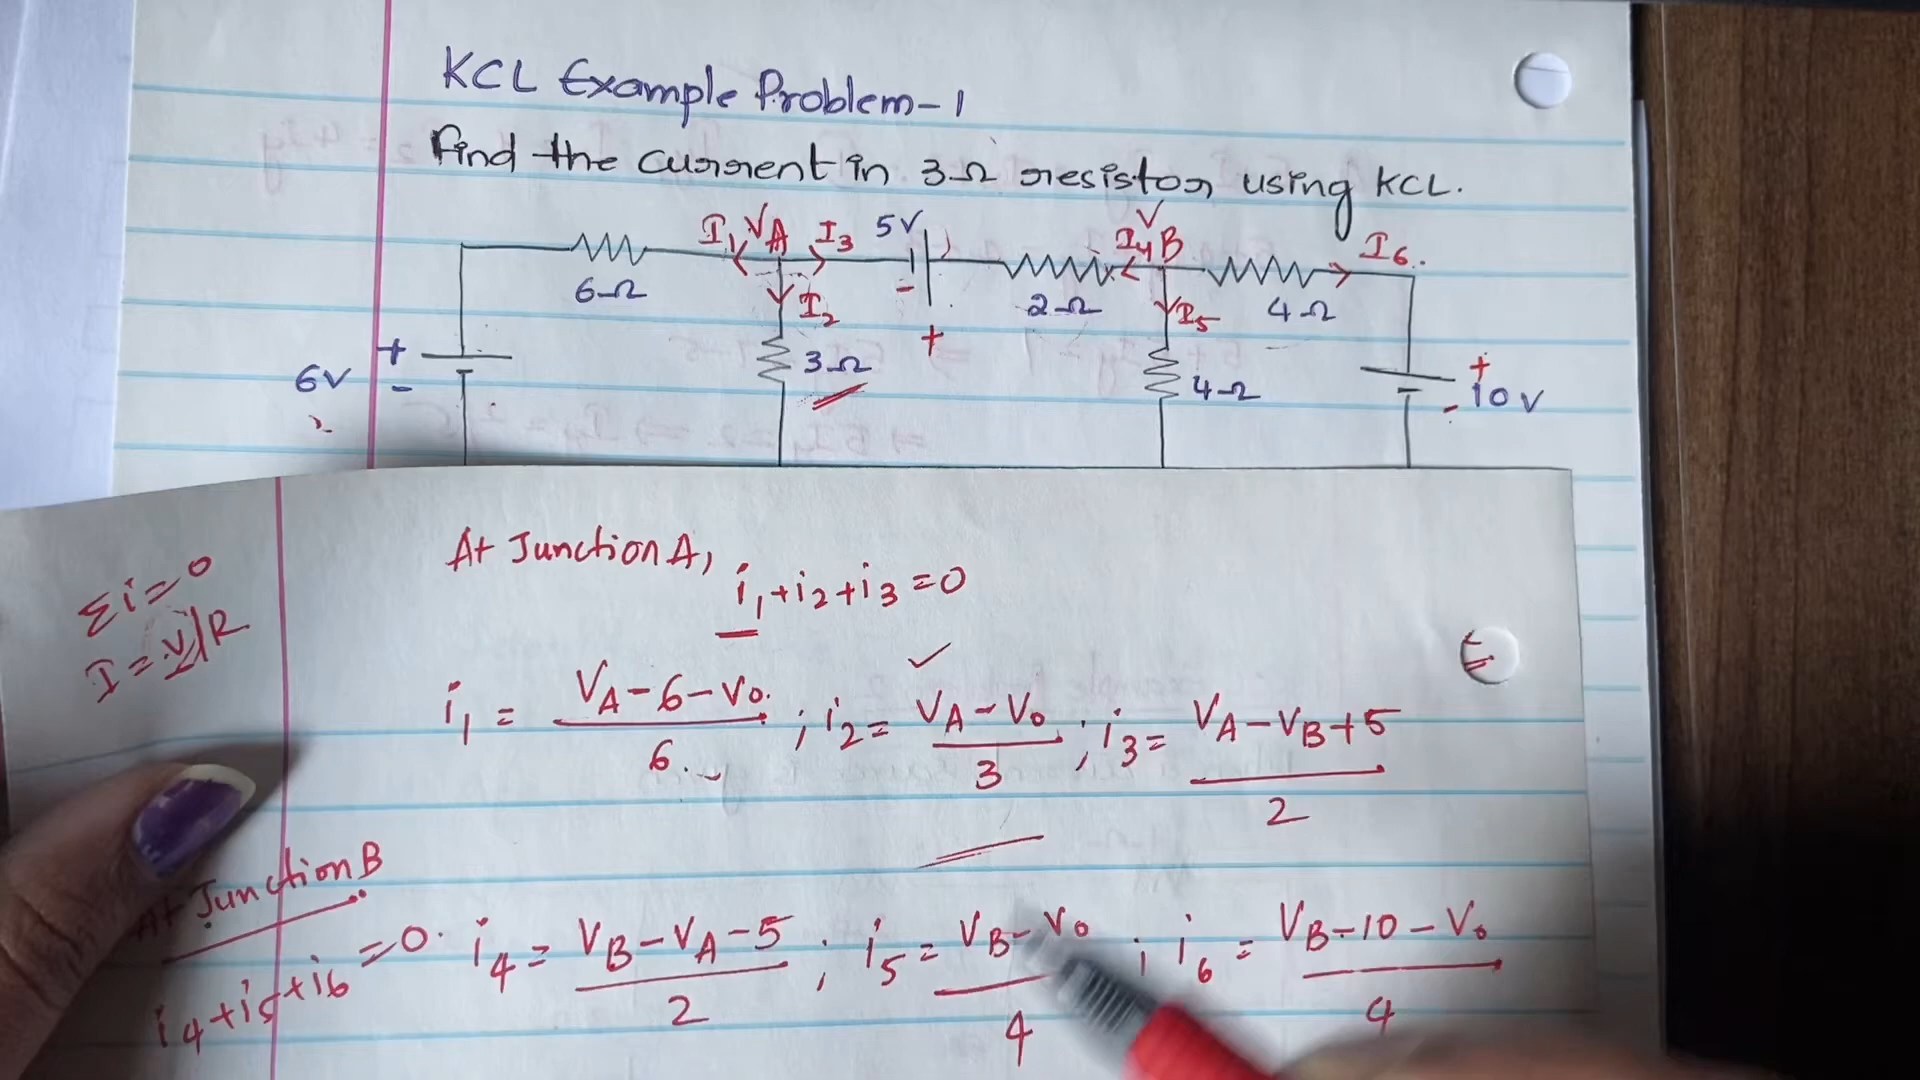 KCL Example Problem-1
Find the current in 3Ω resistor using KCL.
I1 VA I3 5V I4 VB I6.
6Ω - I2 2Ω I5 4Ω
+
6V + - 3Ω 4Ω + - 10V
At Junction A,
i1+i2+i3=0
Σi=0
I=V/R
i1 = VA-6-V0. / 6. ; i2= VA-V0 / 3 ; i3= VA-VB+5 / 2
At Junction B
i4+i5+i6=0. i4= VB-VA-5 / 2 ; i5= VB-V0 / 4 ; i6= VB-10-V0 / 4